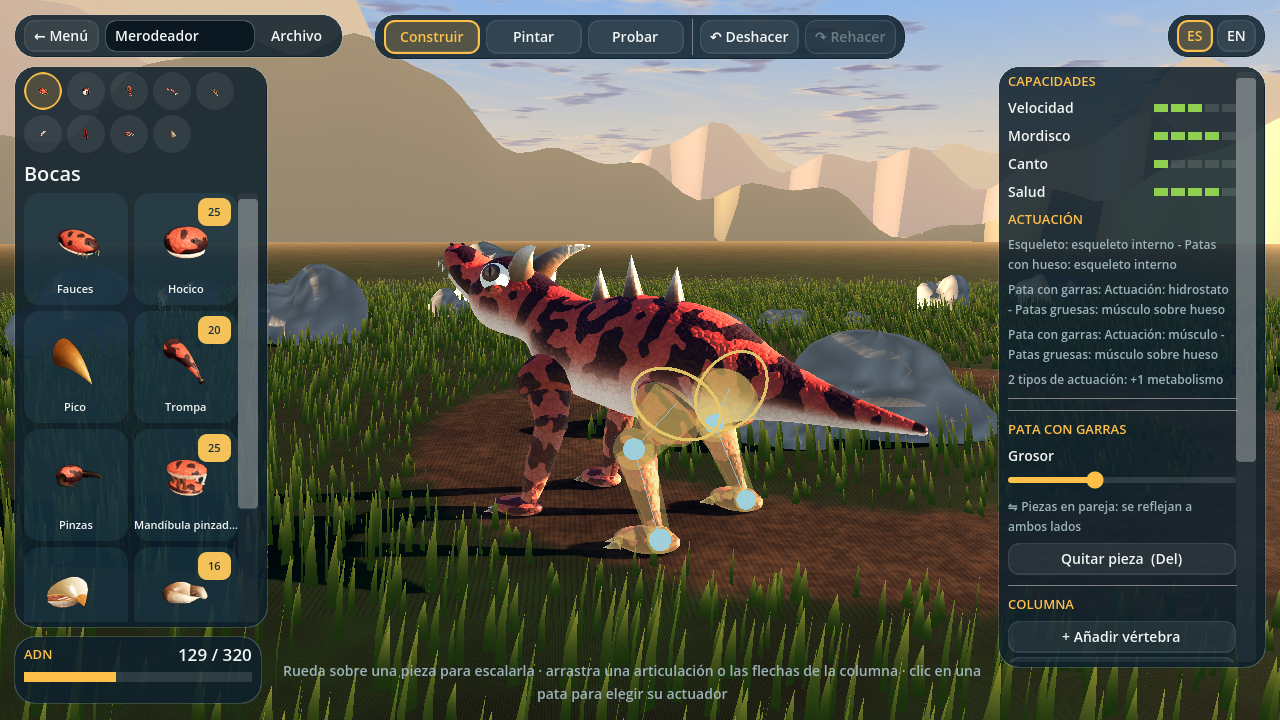 ← Menú
Merodeador
Archivo
Construir
Pintar
Probar
↶ Deshacer
↷ Rehacer
ES
EN
Bocas
Fauces
25
Hocico
Pico
20
Trompa
Pinzas
25
Mandíbula pinzad...
16
ADN
129 / 320
Rueda sobre una pieza para escalarla · arrastra una articulación o las flechas de la columna · clic en una
pata para elegir su actuador
CAPACIDADES
Velocidad
Mordisco
Canto
Salud
ACTUACIÓN
Esqueleto: esqueleto interno - Patas
con hueso: esqueleto interno
Pata con garras: Actuación: hidrostato
- Patas gruesas: músculo sobre hueso
Pata con garras: Actuación: músculo -
Patas gruesas: músculo sobre hueso
2 tipos de actuación: +1 metabolismo
PATA CON GARRAS
Grosor
⇋ Piezas en pareja: se reflejan a
ambos lados
Quitar pieza (Del)
COLUMNA
+ Añadir vértebra